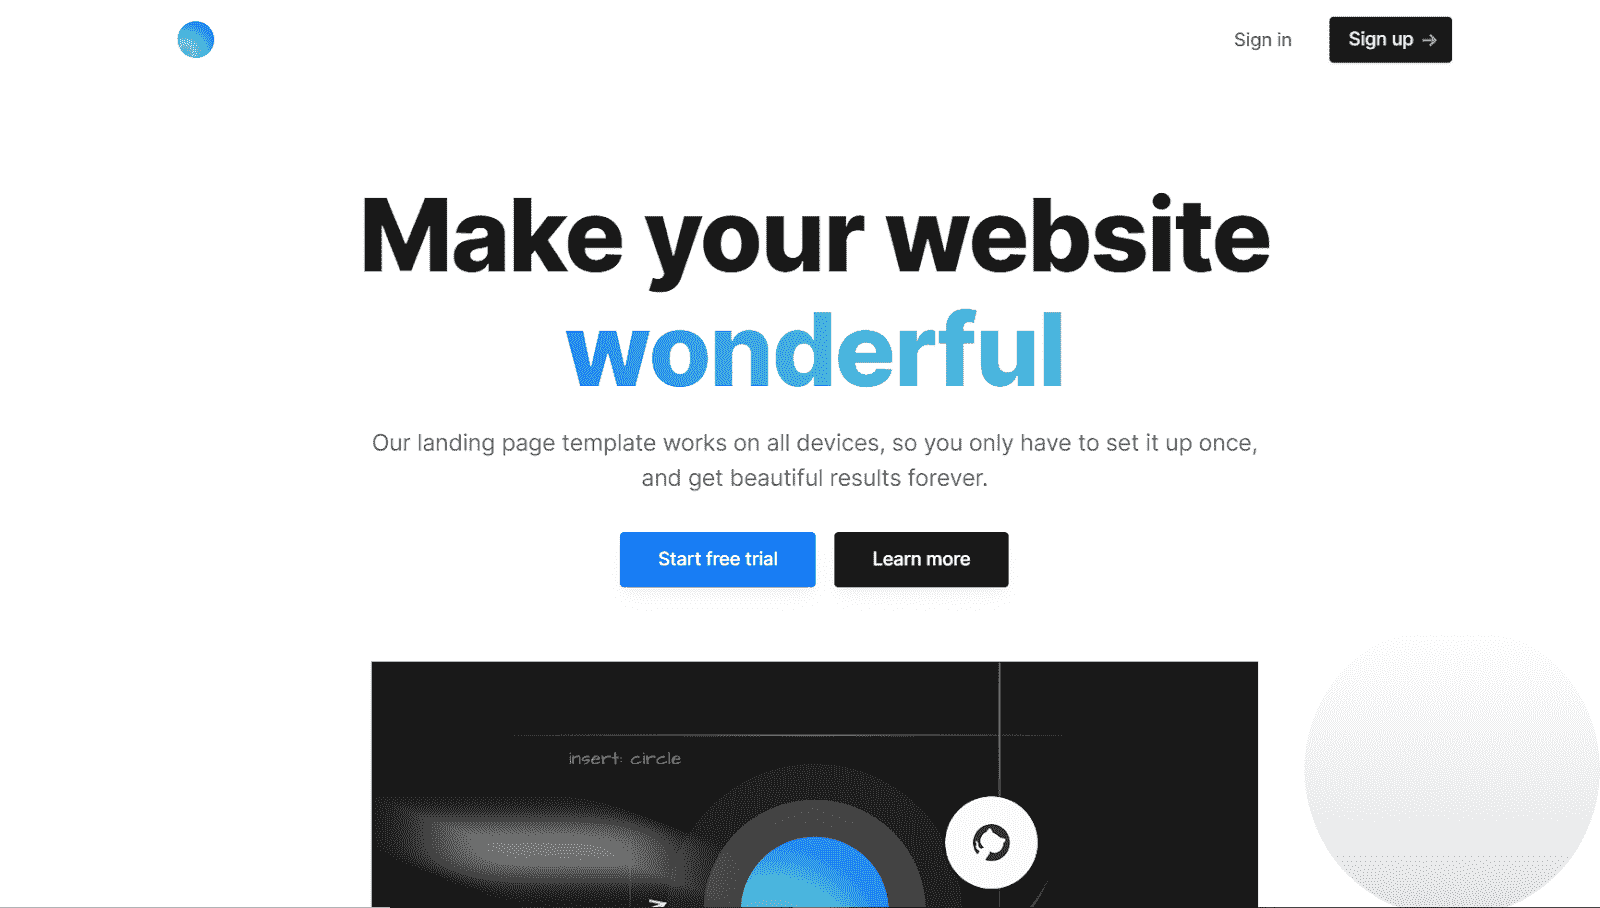 Sign in
Sign up →
Make your website
wonderful
Our landing page template works on all devices, so you only have to set it up once,
and get beautiful results forever.
Start free trial
Learn more
insert: circle